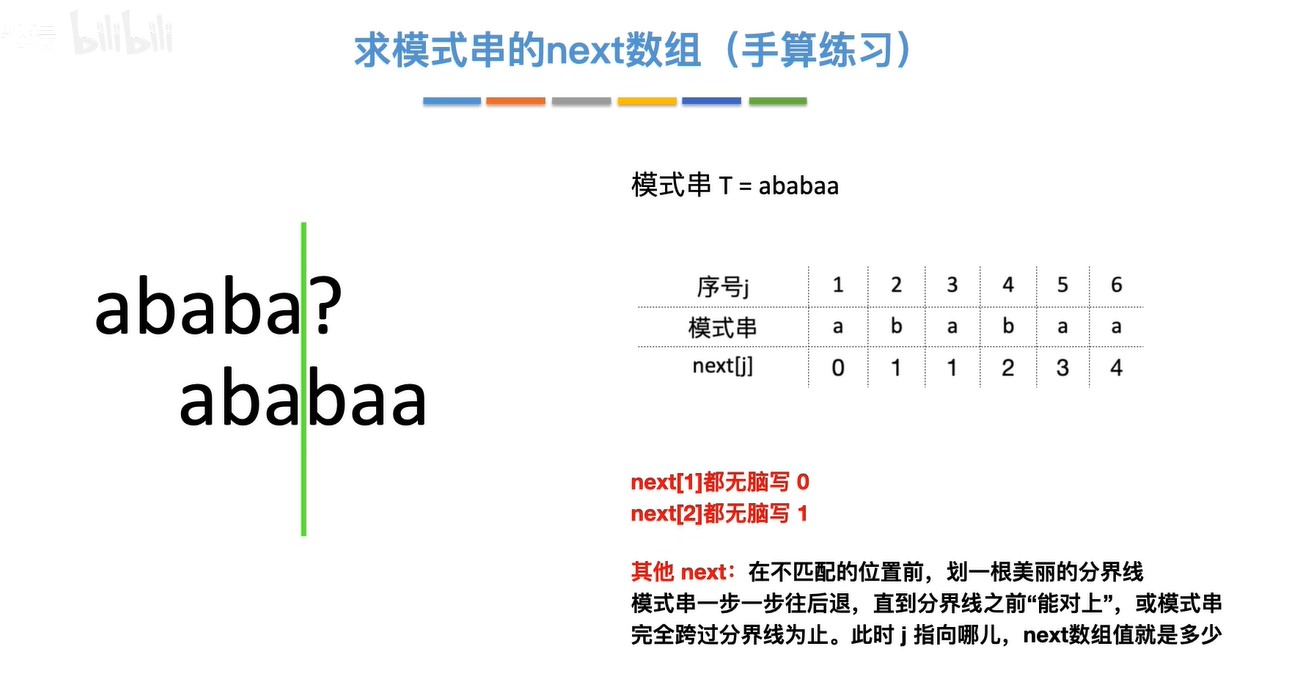 bilibili
求模式串的next数组（手算练习）
模式串 T = ababaa
ababa?
ababaa
序号j 1 2 3 4 5 6
模式串 a b a b a a
next[j] 0 1 1 2 3 4
next[1]都无脑写 0
next[2]都无脑写 1
其他 next：在不匹配的位置前，划一根美丽的分界线
模式串一步一步往后退，直到分界线之前“能对上”，或模式串
完全跨过分界线为止。此时 j 指向哪儿，next数组值就是多少